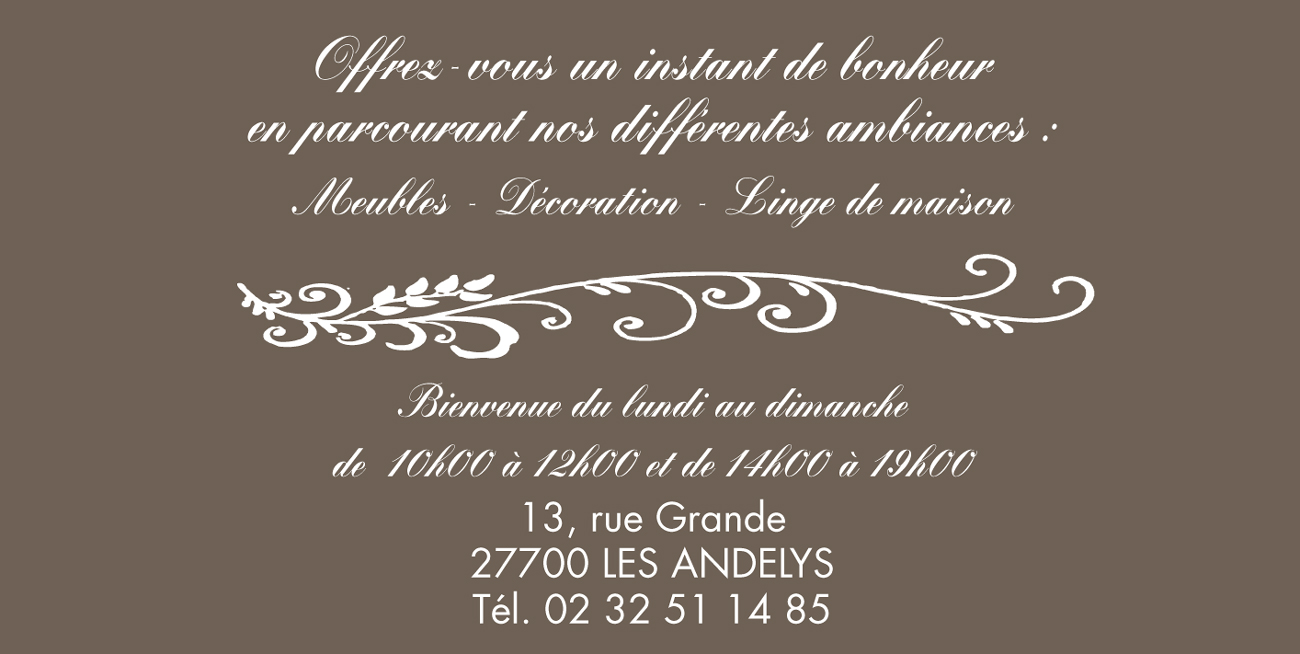 Offrez-vous un instant de bonheur
en parcourant nos différentes ambiances :
Meubles - Décoration - Linge de maison
Bienvenue du lundi au dimanche
de 10h00 à 12h00 et de 14h00 à 19h00
13, rue Grande
27700 LES ANDELYS
Tél. 02 32 51 14 85